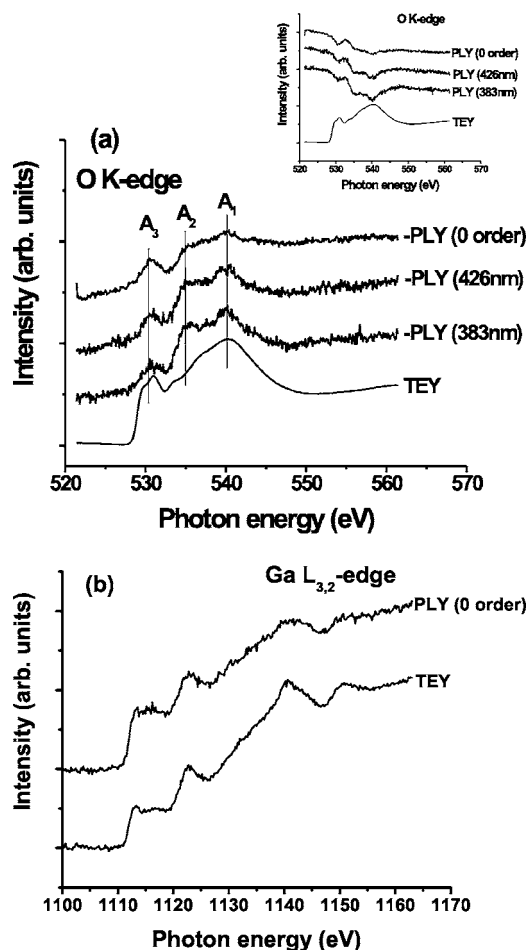 O K-edge
PLY (0 order)
PLY (426nm)
PLY (383nm)
TEY
Intensity (arb. units)
520 530 540 550 560 570
Photon energy (eV)
(a)
O K-edge
A3 A2 A1
-PLY (0 order)
-PLY (426nm)
-PLY (383nm)
TEY
Intensity (arb. units)
520 530 540 550 560 570
Photon energy (eV)
(b)
Ga L3,2-edge
PLY (0 order)
TEY
Intensity (arb. units)
1100 1110 1120 1130 1140 1150 1160 1170
Photon energy (eV)